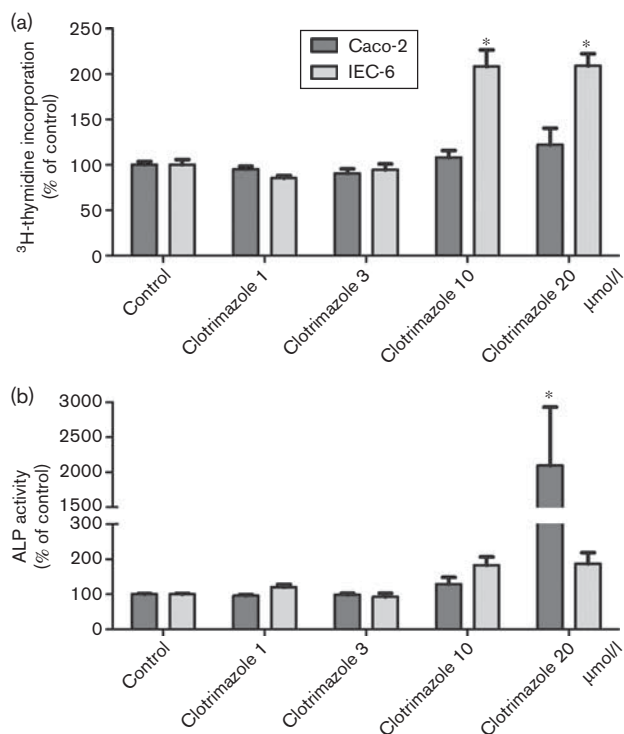 (a)
250
200
150
100
50
0
³H-thymidine incorporation
(% of control)
Caco-2
IEC-6
*
*
Control
Clotrimazole 1
Clotrimazole 3
Clotrimazole 10
Clotrimazole 20
µmol/l
(b)
3000
2500
2000
1500
300
200
100
0
ALP activity
(% of control)
*
Control
Clotrimazole 1
Clotrimazole 3
Clotrimazole 10
Clotrimazole 20
µmol/l